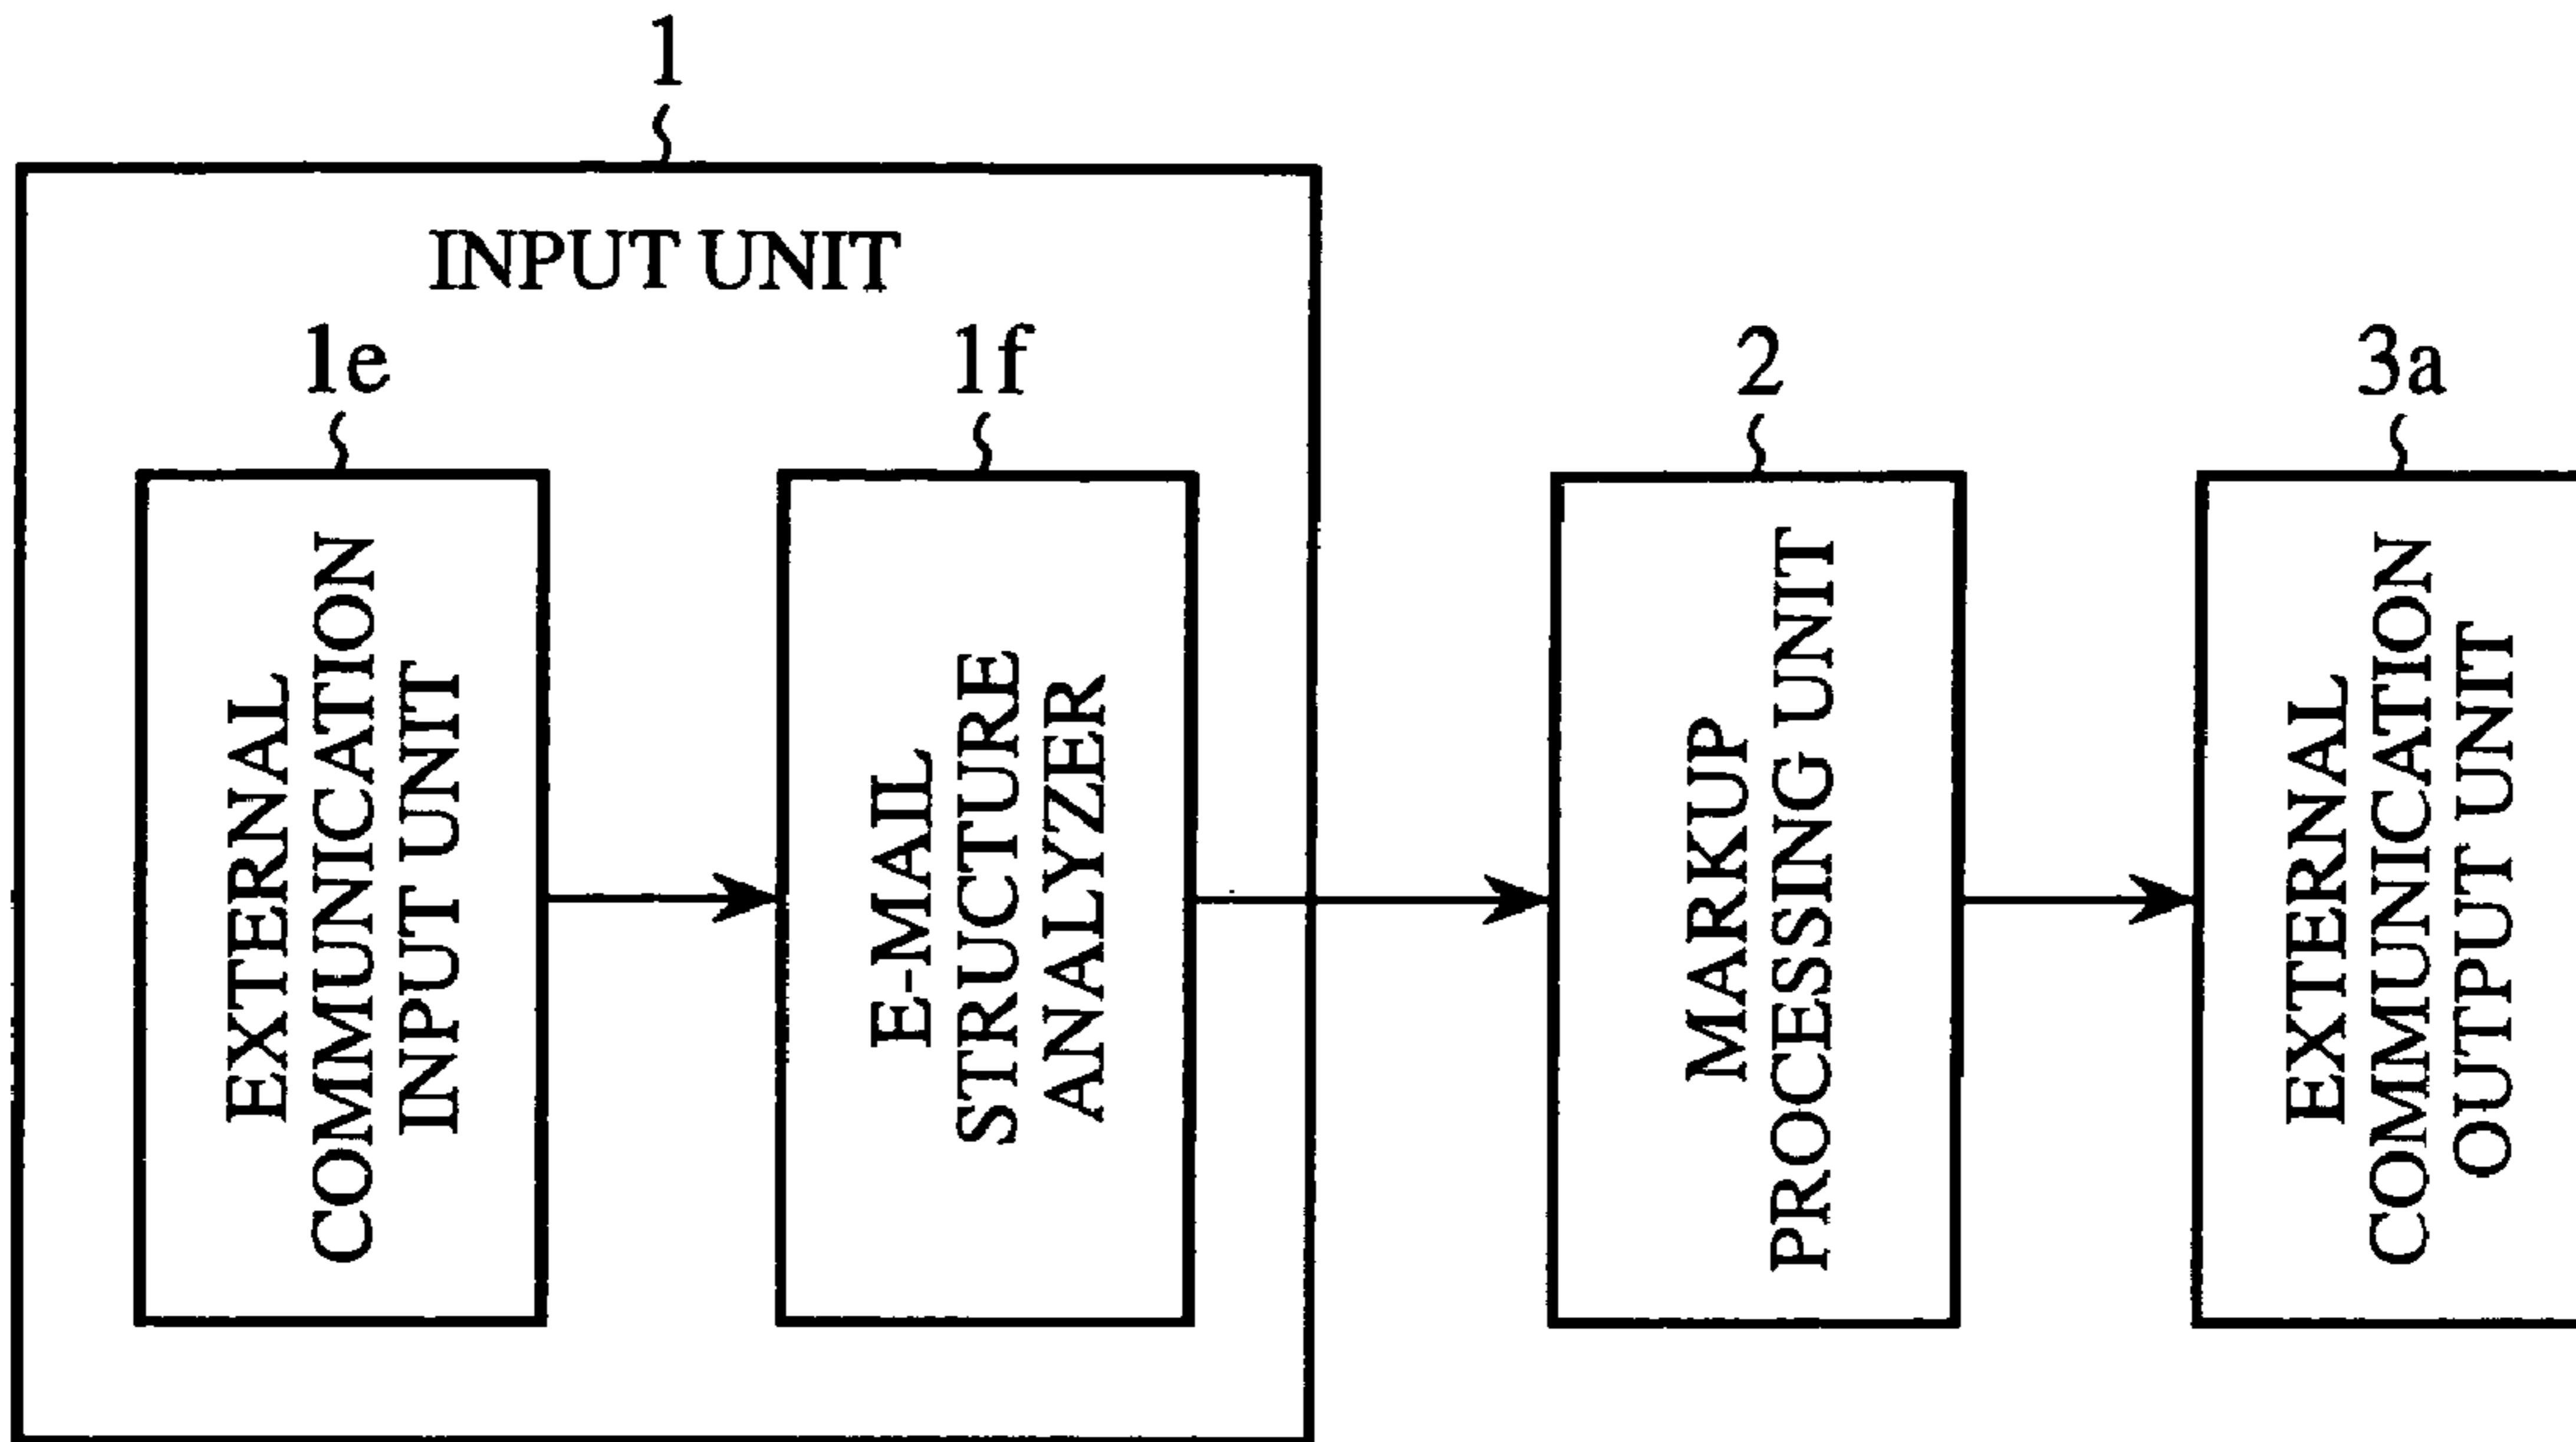 1
INPUT UNIT
1e
1f
2
3a
EXTERNAL
COMMUNICATION
INPUT UNIT
E-MAIL
STRUCTURE
ANALYZER
MARKUP
PROCESSING UNIT
EXTERNAL
COMMUNICATION
OUTPUT UNIT